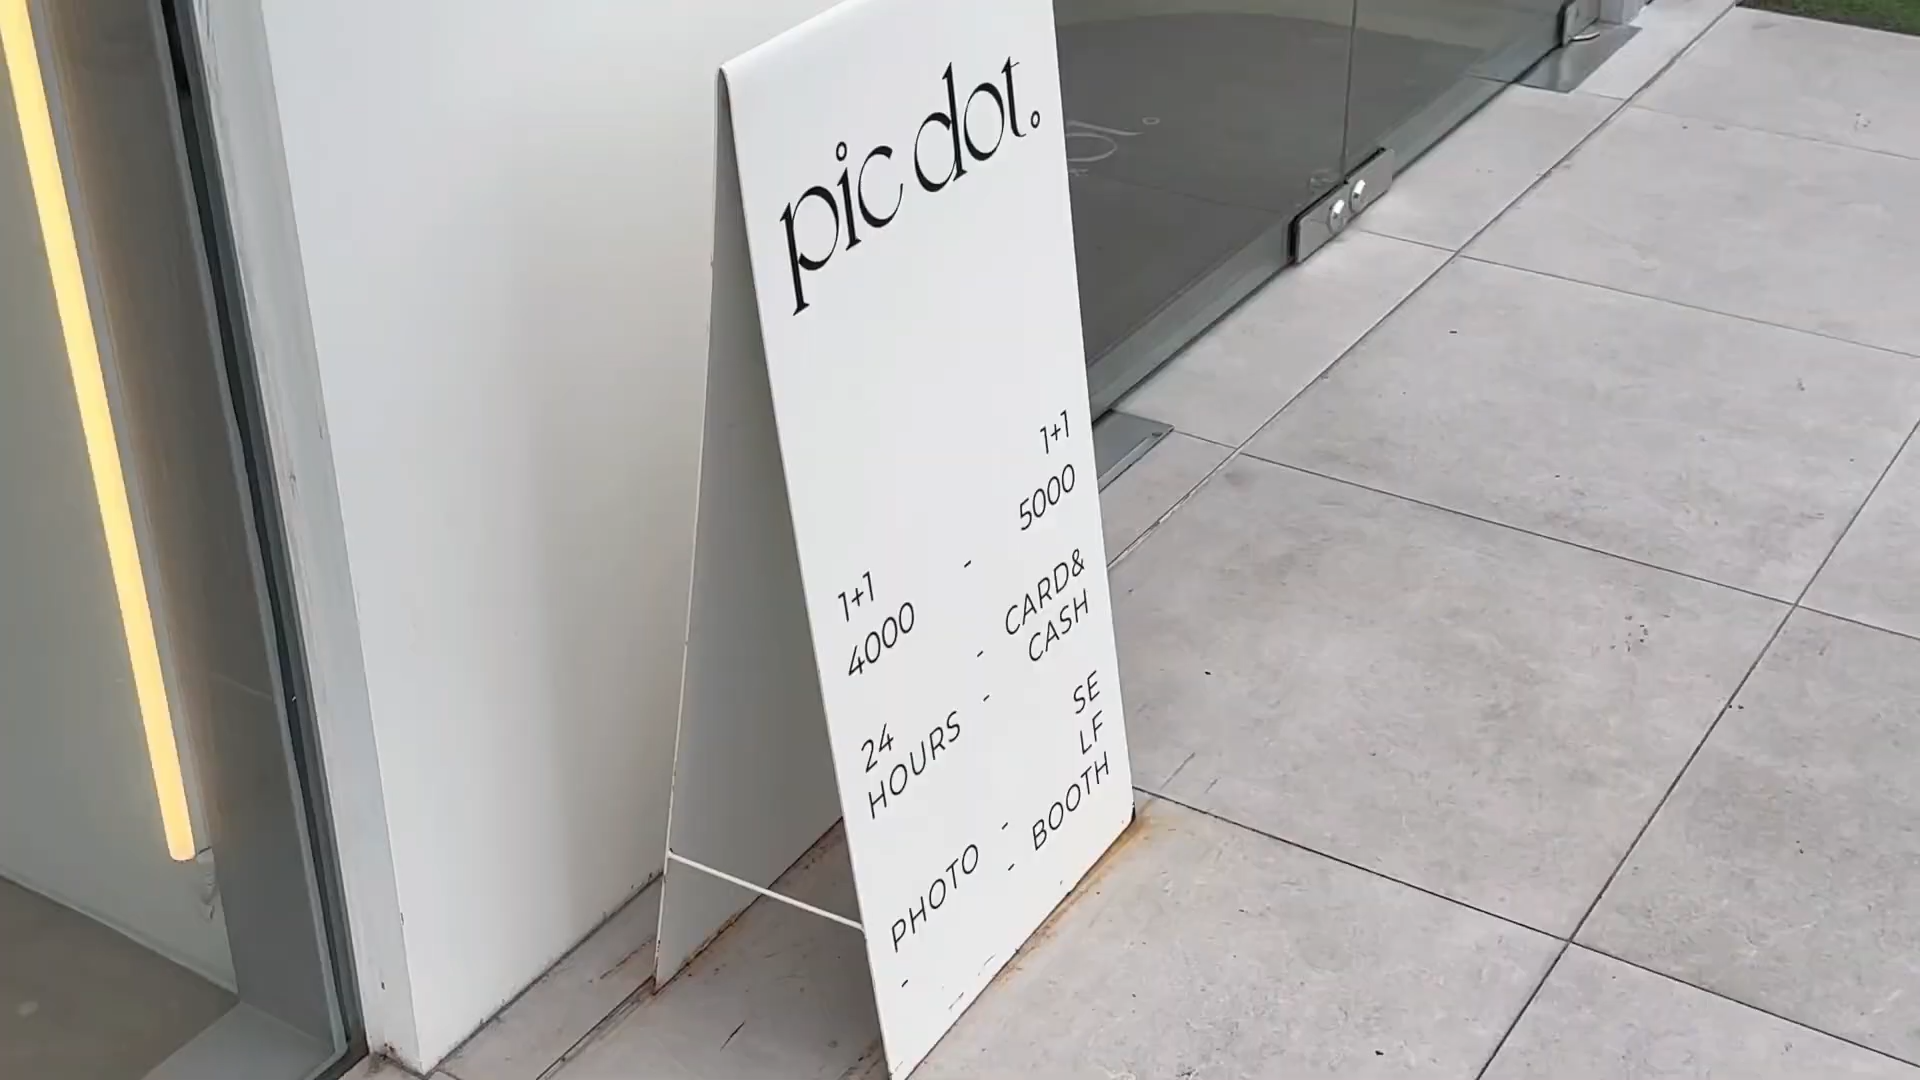 pic dot.
1+1
5000
1+1
4000
-
CARD&
CASH
-
24
HOURS
-
SE
LF
BOOTH
PHOTO
-
-
-